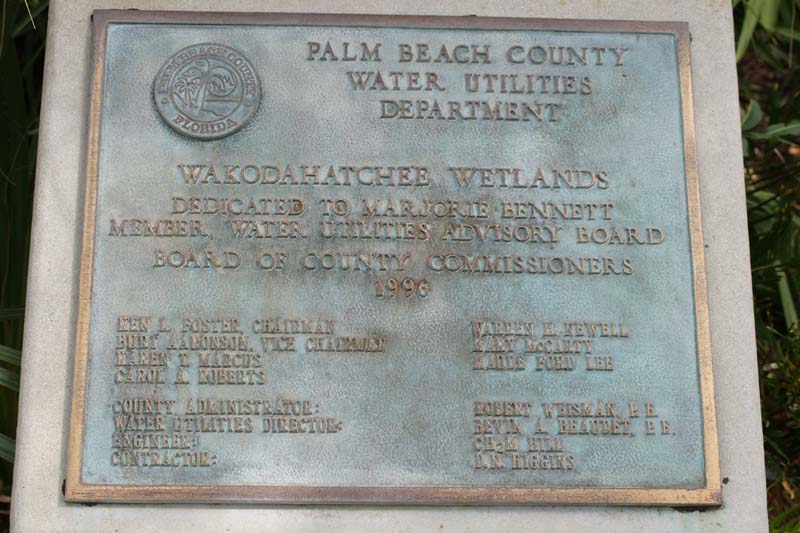 PALM BEACH COUNTY
FLORIDA
PALM BEACH COUNTY
WATER UTILITIES
DEPARTMENT
WAKODAHATCHEE WETLANDS
DEDICATED TO MARJORIE BENNETT
MEMBER, WATER UTILITIES ADVISORY BOARD
BOARD OF COUNTY COMMISSIONERS
1996
KEN L. FOSTER, CHAIRMAN
BURT AARONSON, VICE CHAIRMAN
KAREN T. MARCUS
CAROL A. ROBERTS
WARREN H. NEWELL
MARY McCARTY
MAUDE FORD LEE
COUNTY ADMINISTRATOR: ROBERT WEISMAN, P.E.
WATER UTILITIES DIRECTOR: BEVIN A. BEAUDET, P.E.
ENGINEER: CH2M HILL
CONTRACTOR: D.N. HIGGINS